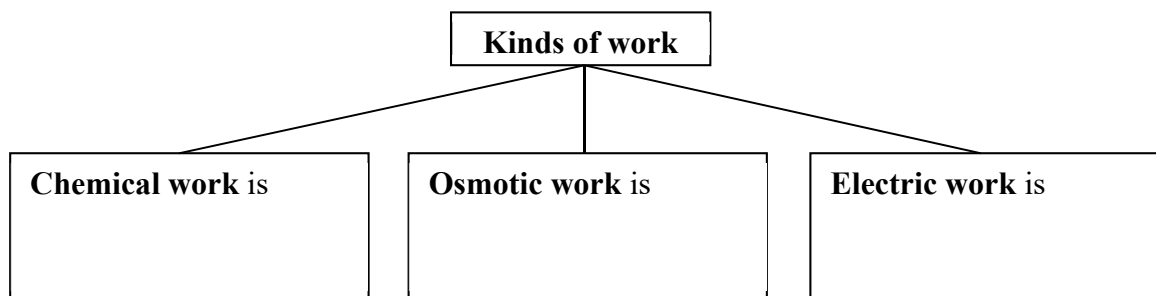 Kinds of work
Chemical work is
Osmotic work is
Electric work is